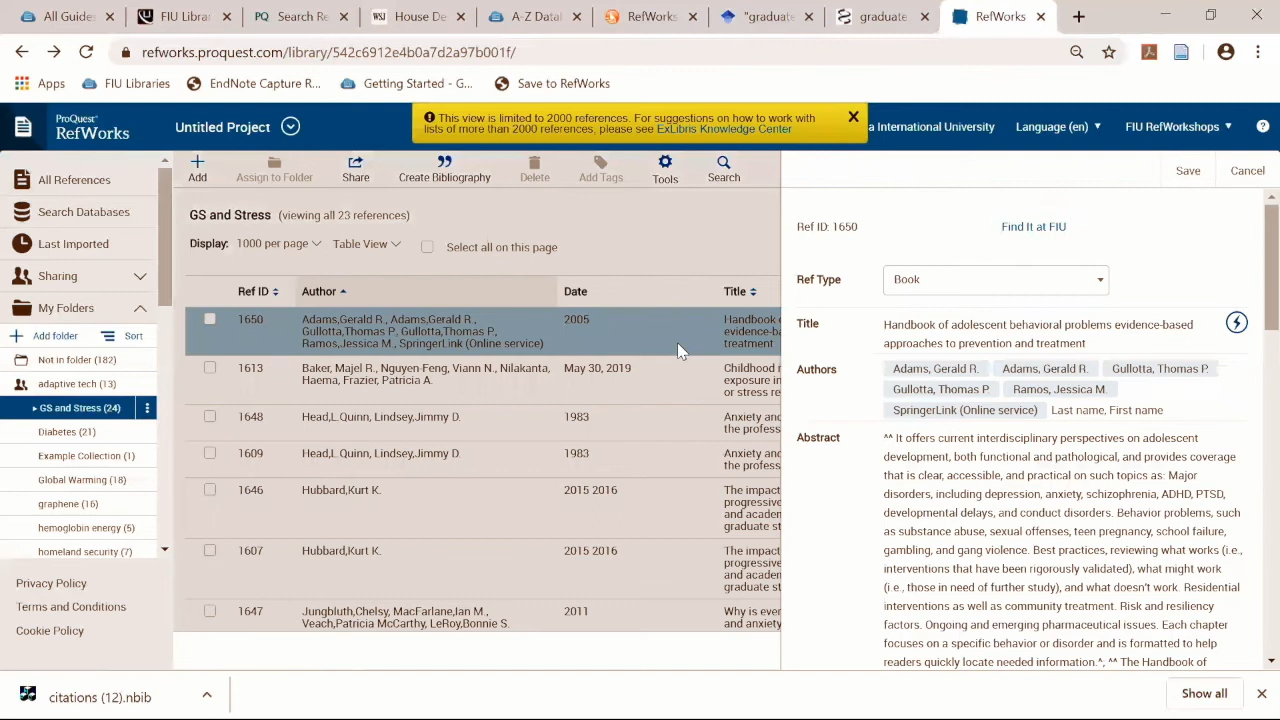 All Guides
FIU Libra
PQ Search Re
WSJ House De
A-Z Datal
RefWorks
"graduate
graduate
RefWorks
refworks.proquest.com/library/542c6912e4b0a7d2a97b001f/
Apps
FIU Libraries
EndNote Capture R...
Getting Started - G...
Save to RefWorks
ProQuest®
RefWorks
Untitled Project
This view is limited to 2000 references. For suggestions on how to work with
lists of more than 2000 references, please see ExLibris Knowledge Center
X
a International University
Language (en)
FIU RefWorkshops
?
All References
Search Databases
Last Imported
Sharing
My Folders
Add folder
Sort
Not in folder (182)
adaptive tech (13)
GS and Stress (24)
Diabetes (21)
Example Collection (1)
Global Warming (18)
graphene (16)
hemoglobin energy (5)
homeland security (7)
Privacy Policy
Terms and Conditions
Cookie Policy
Add
Assign to Folder
Share
Create Bibliography
Delete
Add Tags
Tools
Search
GS and Stress (viewing all 23 references)
Display: 1000 per page Table View Select all on this page
Ref ID Author Date Title
1650 Adams,Gerald R., Adams,Gerald R., 2005 Handbook
Gullotta,Thomas P., Gullotta,Thomas P., evidence-ba
Ramos,Jessica M., SpringerLink (Online service) treatment
1613 Baker, Majel R., Nguyen-Feng, Viann N., Nilakanta, May 30, 2019 Childhood
Haema, Frazier, Patricia A. exposure in
or stress re
1648 Head,L.Quinn, Lindsey,Jimmy D. 1983 Anxiety and
the profess
1609 Head,L.Quinn, Lindsey,Jimmy D. 1983 Anxiety and
the profess
1646 Hubbard,Kurt K. 2015 2016 The impact
progressive
and academ
graduate st
1607 Hubbard,Kurt K. 2015 2016 The impact
progressive
and academ
graduate st
1647 Jungbluth,Chelsy, MacFarlane,Ian M., 2011 Why is ever
Veach,Patricia McCarthy, LeRoy,Bonnie S. and anxiety
Save
Cancel
Ref ID: 1650
Find It at FIU
Ref Type Book
Title Handbook of adolescent behavioral problems evidence-based
approaches to prevention and treatment
Authors Adams, Gerald R. Adams, Gerald R. Gullotta, Thomas P.
Gullotta, Thomas P. Ramos, Jessica M.
SpringerLink (Online service) Last name, First name
Abstract ^^ It offers current interdisciplinary perspectives on adolescent
development, both functional and pathological, and provides coverage
that is clear, accessible, and practical on such topics as: Major
disorders, including depression, anxiety, schizophrenia, ADHD, PTSD,
developmental delays, and conduct disorders. Behavior problems, such
as substance abuse, sexual offenses, teen pregnancy, school failure,
gambling, and gang violence. Best practices, reviewing what works (i.e.,
interventions that have been rigorously validated), what might work
(i.e., those in need of further study), and what doesn't work. Residential
interventions as well as community treatment. Risk and resiliency
factors. Ongoing and emerging pharmaceutical issues. Each chapter
focuses on a specific behavior or disorder and is formatted to help
readers quickly locate needed information.^; ^^ The Handbook of
citations (12).nbib
Show all